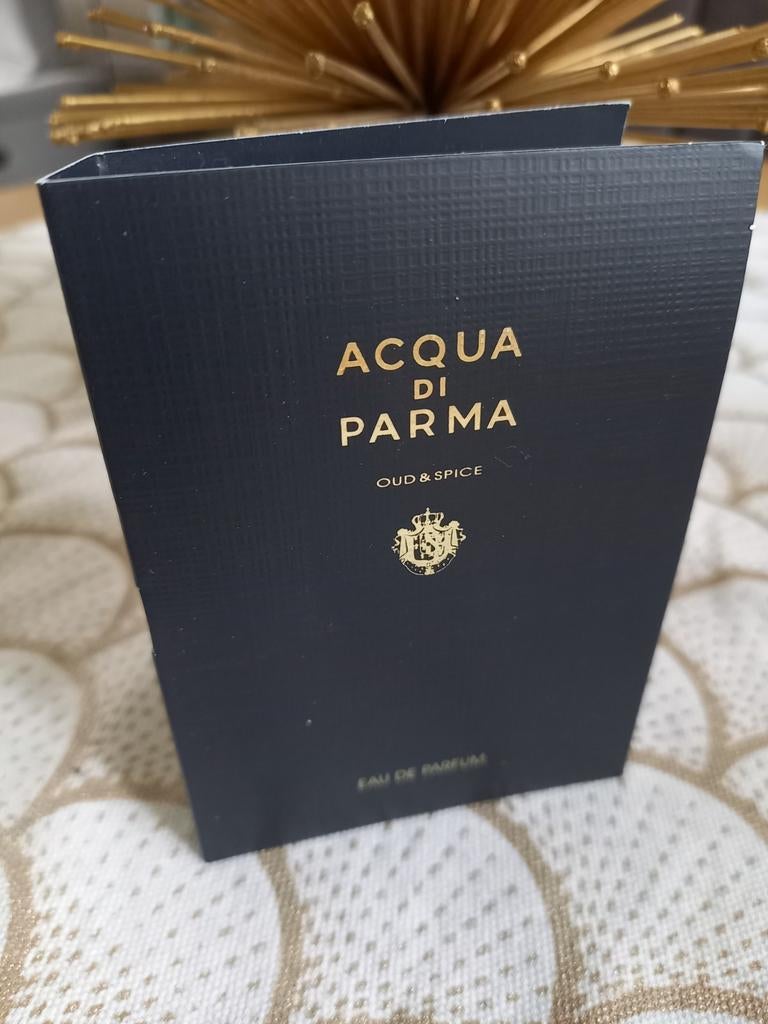 ACQUA
DI
PARMA
OUD & SPICE
EAU DE PARFUM